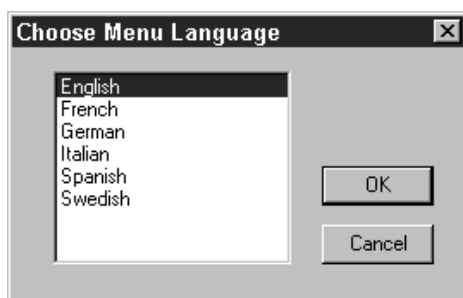 Choose Menu Language
English
French
German
Italian
Spanish
Swedish
OK
Cancel